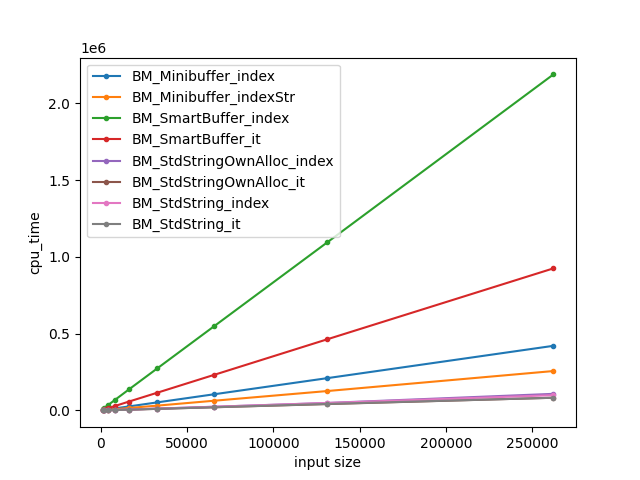 1e6
BM_Minibuffer_index
BM_Minibuffer_indexStr
BM_SmartBuffer_index
BM_SmartBuffer_it
BM_StdStringOwnAlloc_index
BM_StdStringOwnAlloc_it
BM_StdString_index
BM_StdString_it
2.0
1.5
1.0
0.5
0.0
cpu_time
0 50000 100000 150000 200000 250000
input size